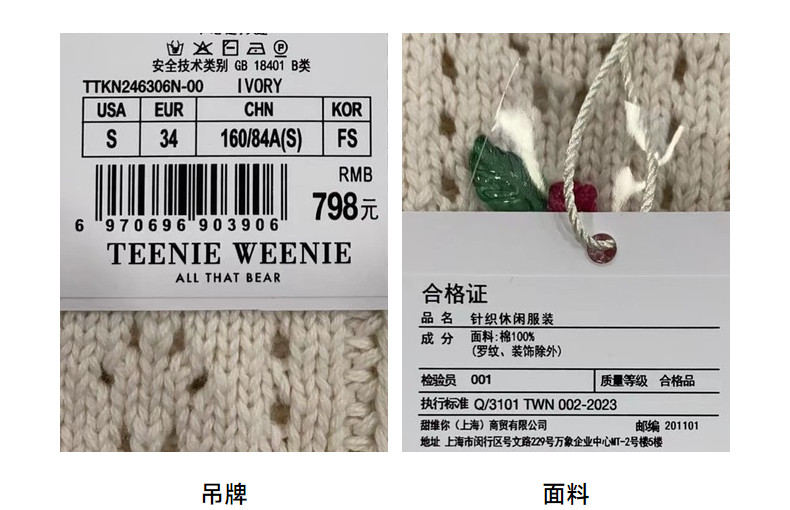 安全技术类别 GB 18401 B类
TTKN246306N-00 IVORY
USA EUR CHN KOR
S 34 160/84A(S) FS
RMB
798元
6 970696 903906
TEENIE WEENIE
ALL THAT BEAR
吊牌
合格证
品 名 针织休闲服装
成 分 面料:棉100%
(罗纹、装饰除外)
检验员 001 质量等级 合格品
执行标准 Q/3101 TWN 002-2023
甜维你（上海）商贸有限公司 邮编 201101
地址 上海市闵行区号文路229号万象企业中心MT-2号楼5楼
面料